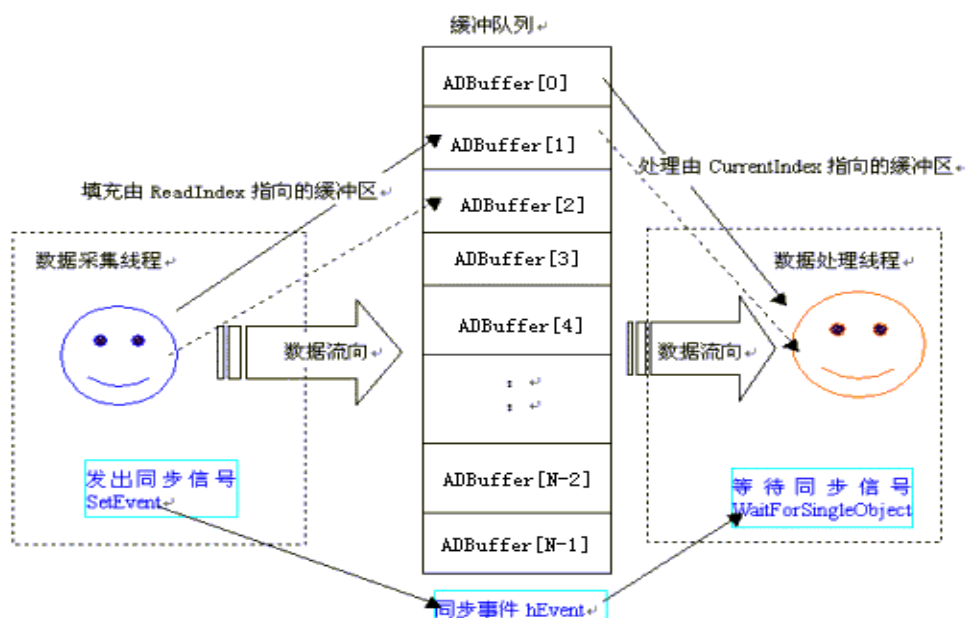 缓冲队列
ADBuffer[0]
ADBuffer[1]
处理由 CurrentIndex 指向的缓冲区
填充由 ReadIndex 指向的缓冲区
ADBuffer[2]
数据采集线程
ADBuffer[3]
数据处理线程
ADBuffer[4]
数据流向
数据流向
:
:
发出同步信号
SetEvent
ADBuffer[N-2]
等待同步信号
WaitForSingleObject
ADBuffer[N-1]
同步事件 hEvent